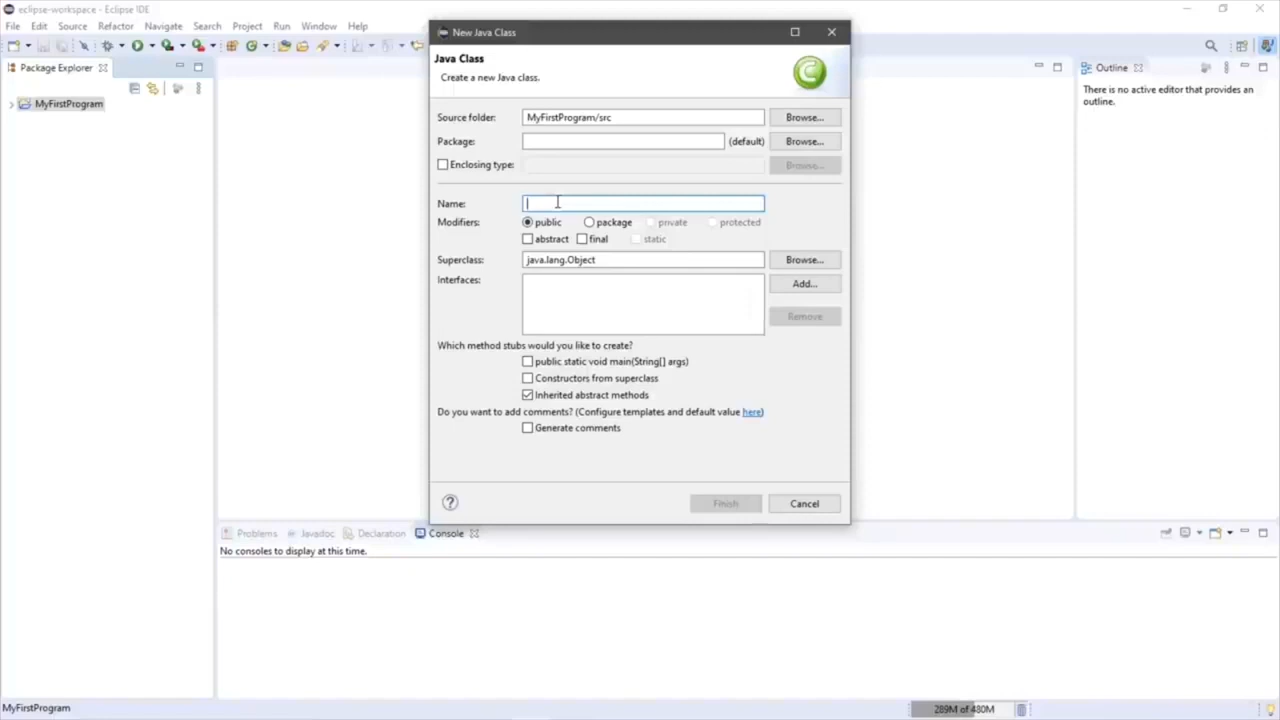 eclipse-workspace - Eclipse IDE
File Edit Source Refactor Navigate Search Project Run Window Help
Package Explorer
MyFirstProgram
New Java Class
Java Class
Create a new Java class.
C
Source folder: MyFirstProgram/src Browse...
Package: (default) Browse...
Enclosing type: Browse...
Name:
Modifiers: public package private protected
abstract final static
Superclass: java.lang.Object Browse...
Interfaces: Add...
Remove
Which method stubs would you like to create?
public static void main(String[] args)
Constructors from superclass
Inherited abstract methods
Do you want to add comments? (Configure templates and default value here)
Generate comments
? Finish Cancel
Outline
There is no active editor that provides an
outline.
Problems Javadoc Declaration Console
No consoles to display at this time.
MyFirstProgram 289M of 480M